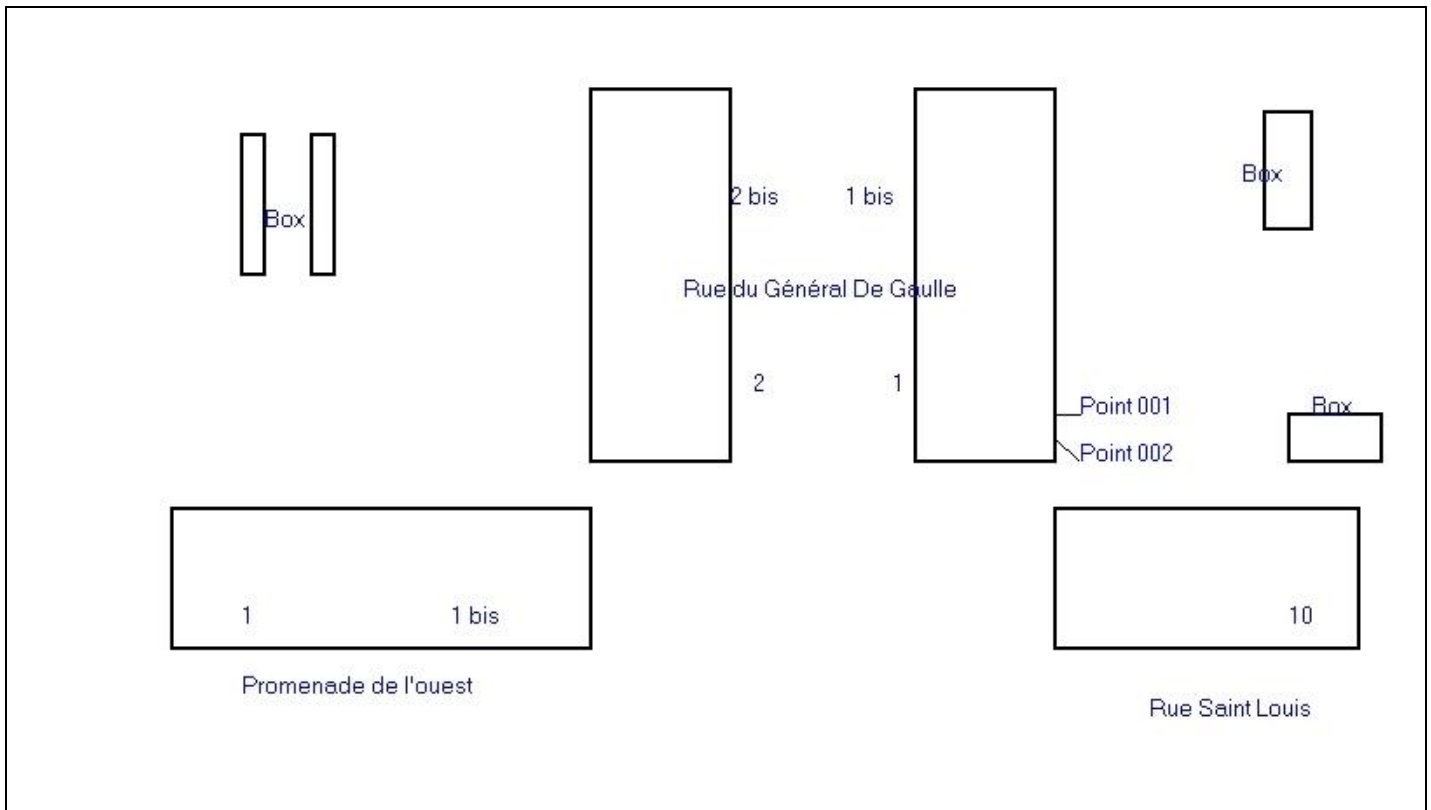 Box
2 bis
1 bis
Box
Rue du Général De Gaulle
2
1
Point 001
Box
Point 002
1
1 bis
10
Promenade de l'ouest
Rue Saint Louis